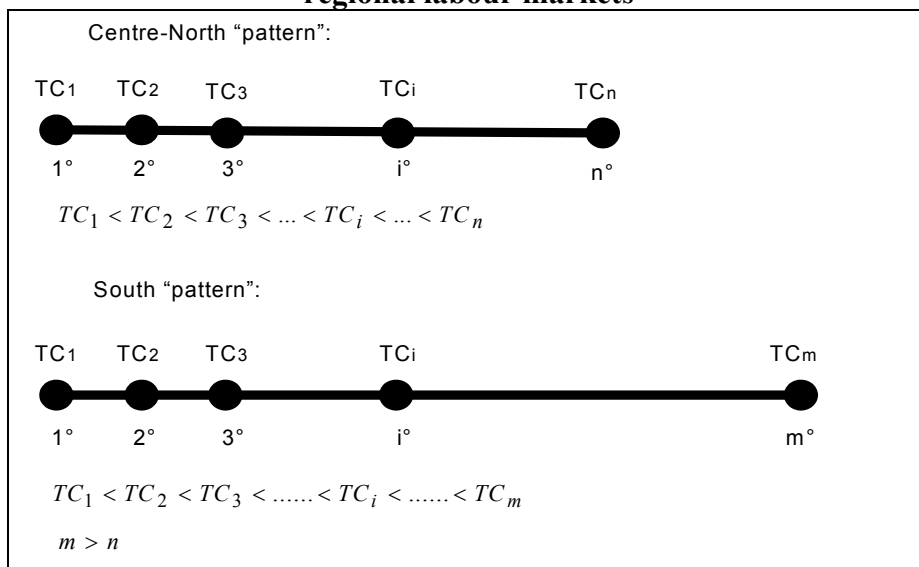 regional labour markets
Centre-North “pattern”:
TC1 TC2 TC3 TCi TCn
1° 2° 3° i° n°
TC1 < TC2 < TC3 < ... < TCi < ... < TCn
South “pattern”:
TC1 TC2 TC3 TCi TCm
1° 2° 3° i° m°
TC1 < TC2 < TC3 < ...... < TCi < ...... < TCm
m > n